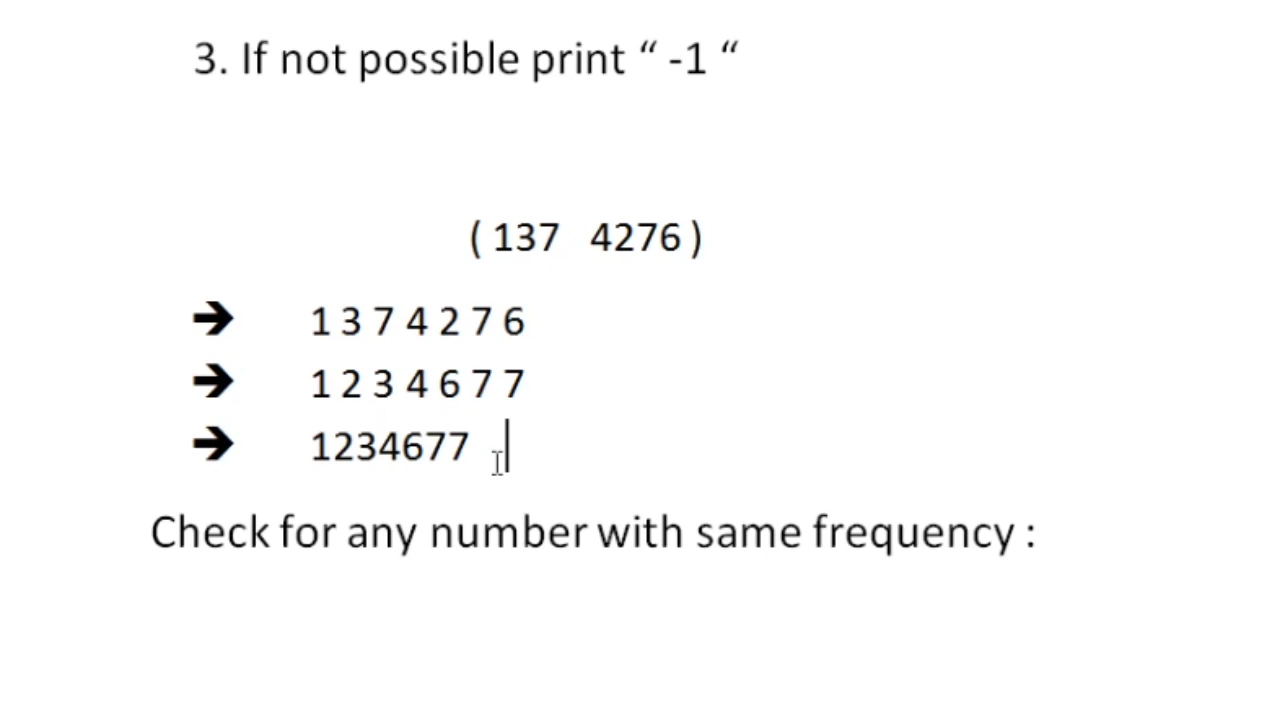 3. If not possible print “ -1 “
( 137 4276 )
➔ 1 3 7 4 2 7 6
➔ 1 2 3 4 6 7 7
➔ 1234677
Check for any number with same frequency :